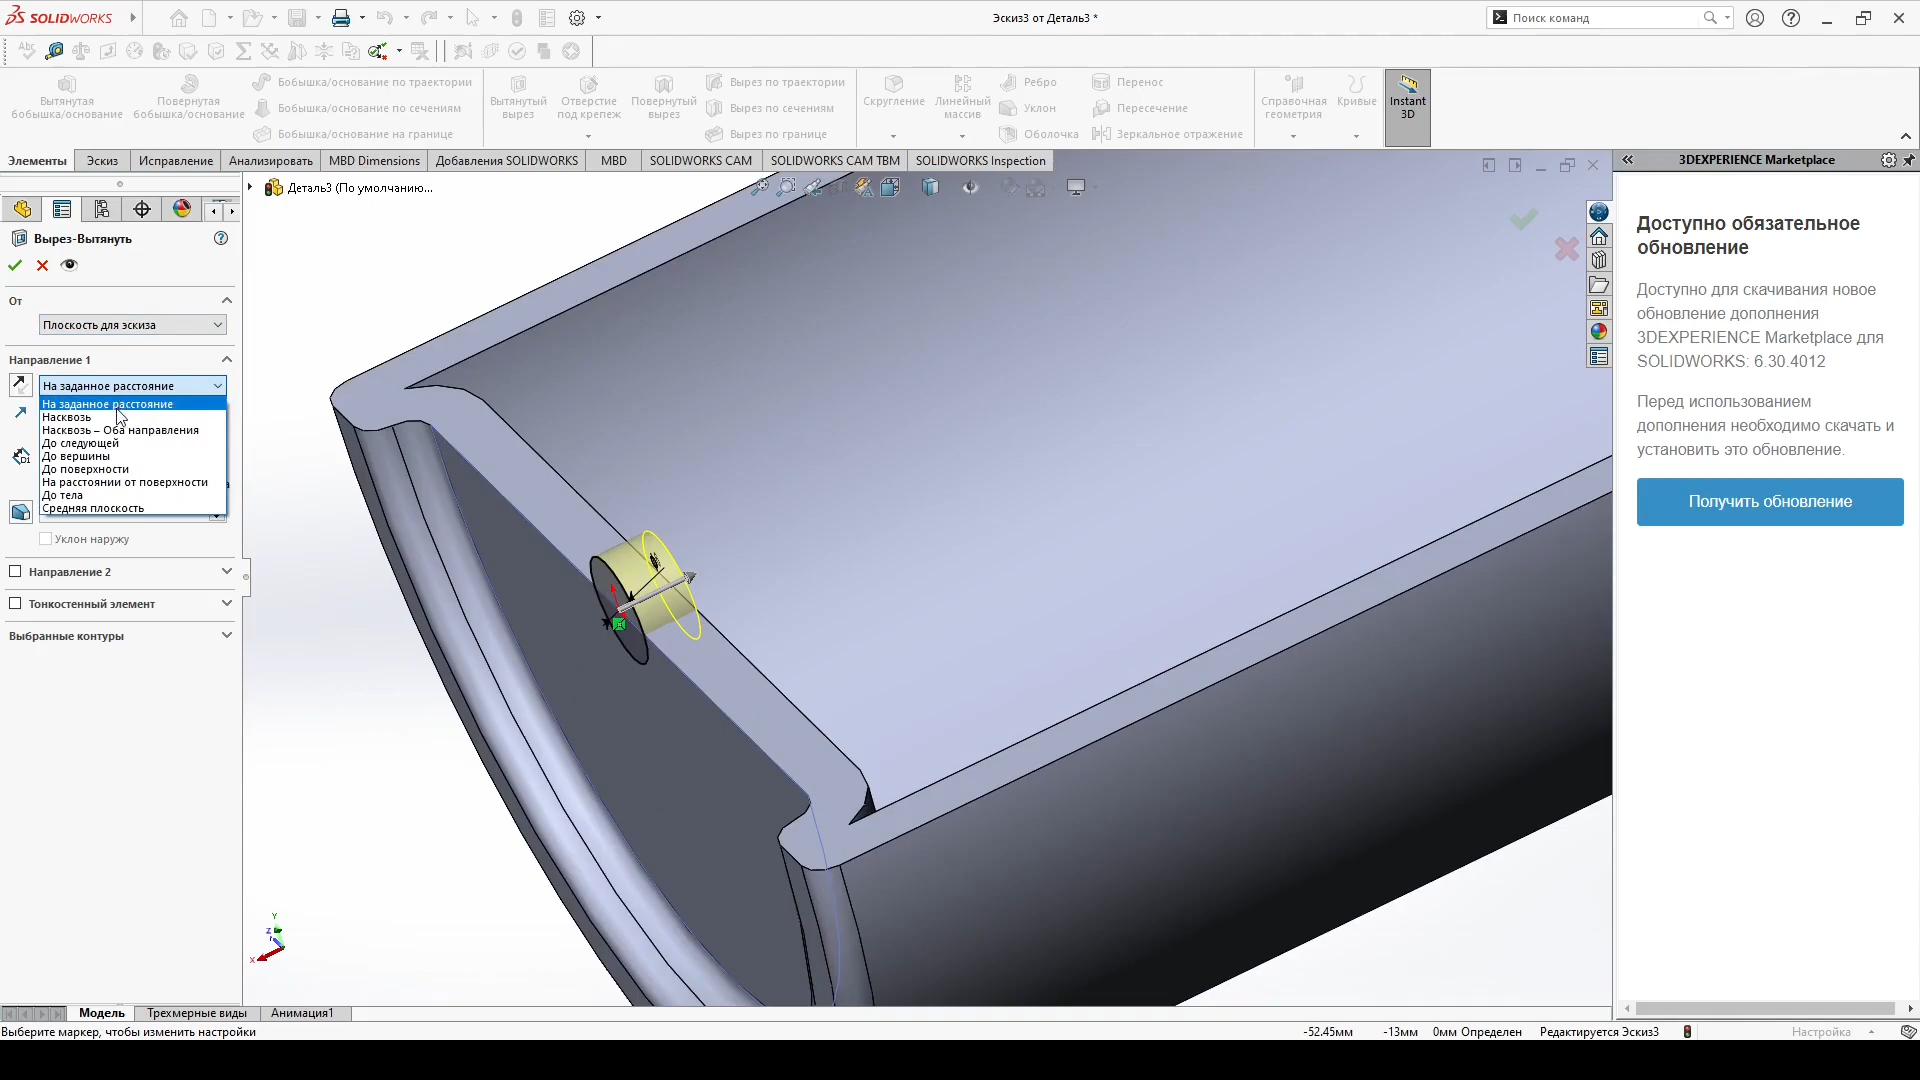 SOLIDWORKS
Эскиз3 от Деталь3 *
Поиск команд
Вытянутая бобышка/основание
Повернутая бобышка/основание
Бобышка/основание по траектории
Бобышка/основание по сечениям
Бобышка/основание на границе
Вытянутый вырез
Отверстие под крепеж
Повернутый вырез
Вырез по траектории
Вырез по сечениям
Вырез по границе
Скругление
Линейный массив
Ребро
Уклон
Оболочка
Перенос
Пересечение
Зеркальное отражение
Справочная геометрия
Кривые
Instant 3D
Элементы
Эскиз
Исправление
Анализировать
MBD Dimensions
Добавления SOLIDWORKS
MBD
SOLIDWORKS CAM
SOLIDWORKS CAM TBM
SOLIDWORKS Inspection
3DEXPERIENCE Marketplace
Деталь3 (По умолчанию...
Вырез-Вытянуть
От
Плоскость для эскиза
Направление 1
На заданное расстояние
На заданное расстояние
Насквозь
Насквозь – Оба направления
До следующей
До вершины
До поверхности
На расстоянии от поверхности
До тела
Средняя плоскость
D1
Уклон наружу
Направление 2
Тонкостенный элемент
Выбранные контуры
Y
Z
X
Доступно обязательное
обновление
Доступно для скачивания новое
обновление дополнения
3DEXPERIENCE Marketplace для
SOLIDWORKS: 6.30.4012
Перед использованием
дополнения необходимо скачать и
установить это обновление.
Получить обновление
Модель
Трехмерные виды
Анимация1
Выберите маркер, чтобы изменить настройки
-52.45мм
-13мм
0мм Определен
Редактируется Эскиз3
Настройка